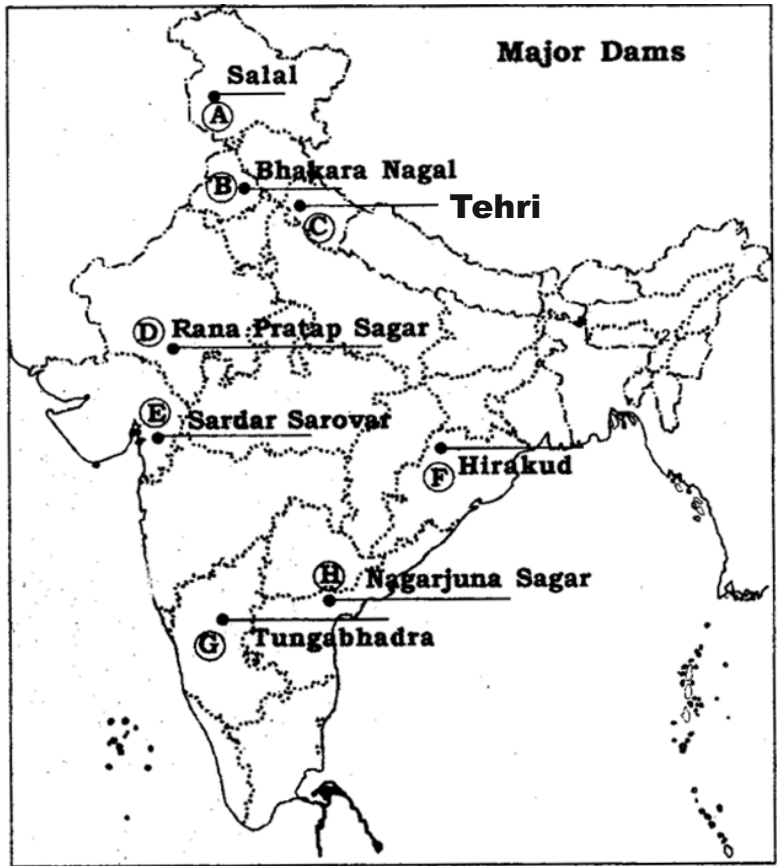 Major Dams
Salal
A
Bhakara Nagal
B
Tehri
C
D
Rana Pratap Sagar
E
Sardar Sarovar
Hirakud
F
H
Nagarjuna Sagar
Tungabhadra
G